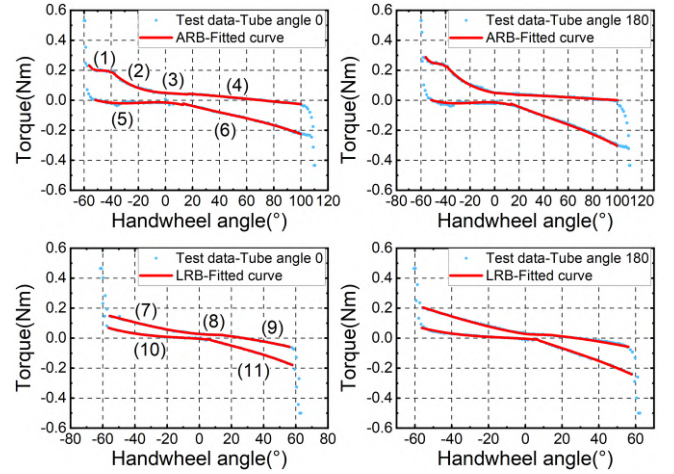 Test data-Tube angle 0
ARB-Fitted curve
0.6
0.4
0.2
0.0
-0.2
-0.4
-0.6
Torque(Nm)
(1)
(2)
(3)
(4)
(5)
(6)
-80 -60 -40 -20 0 20 40 60 80 100 120
Handwheel angle(°)
Test data-Tube angle 180
ARB-Fitted curve
0.6
0.4
0.2
0.0
-0.2
-0.4
-0.6
Torque(Nm)
-80 -60 -40 -20 0 20 40 60 80 100 120
Handwheel angle(°)
Test data-Tube angle 0
LRB-Fitted curve
0.6
0.4
0.2
0.0
-0.2
-0.4
-0.6
Torque(Nm)
(7)
(8)
(9)
(10)
(11)
-80 -60 -40 -20 0 20 40 60 80
Handwheel angle(°)
Test data-Tube angle 180
LRB-Fitted curve
0.6
0.4
0.2
0.0
-0.2
-0.4
-0.6
Torque(Nm)
-60 -40 -20 0 20 40 60
Handwheel angle(°)